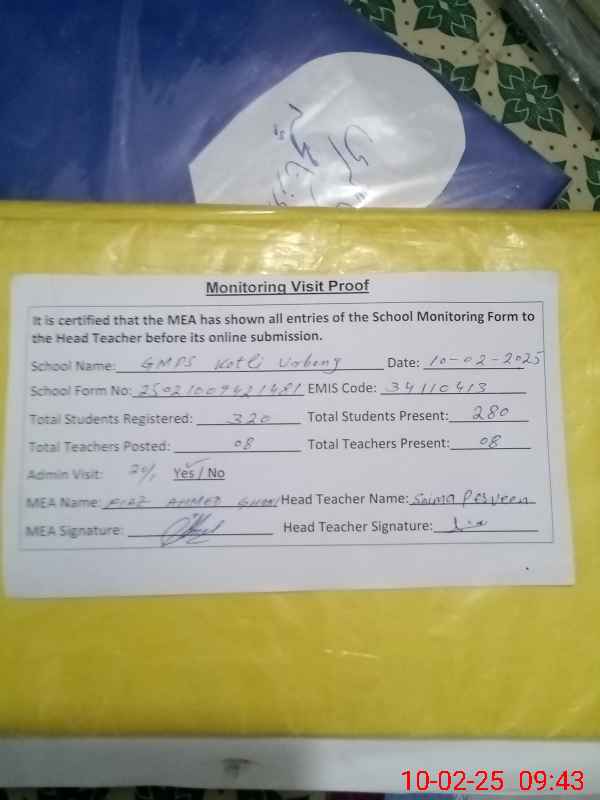 Monitoring Visit Proof
It is certified that the MEA has shown all entries of the School Monitoring Form to
the Head Teacher before its online submission.
School Name: GMPS Kotli Date: 10-02-2025
School Form No: EMIS Code: 34110413
Total Students Registered: 320 Total Students Present: 280
Total Teachers Posted: 08 Total Teachers Present: 08
Admin Visit: Yes / No
MEA Name: FIAZ AHMED Head Teacher Name: Saima Perveen
MEA Signature: Head Teacher Signature:
10-02-25 09:43